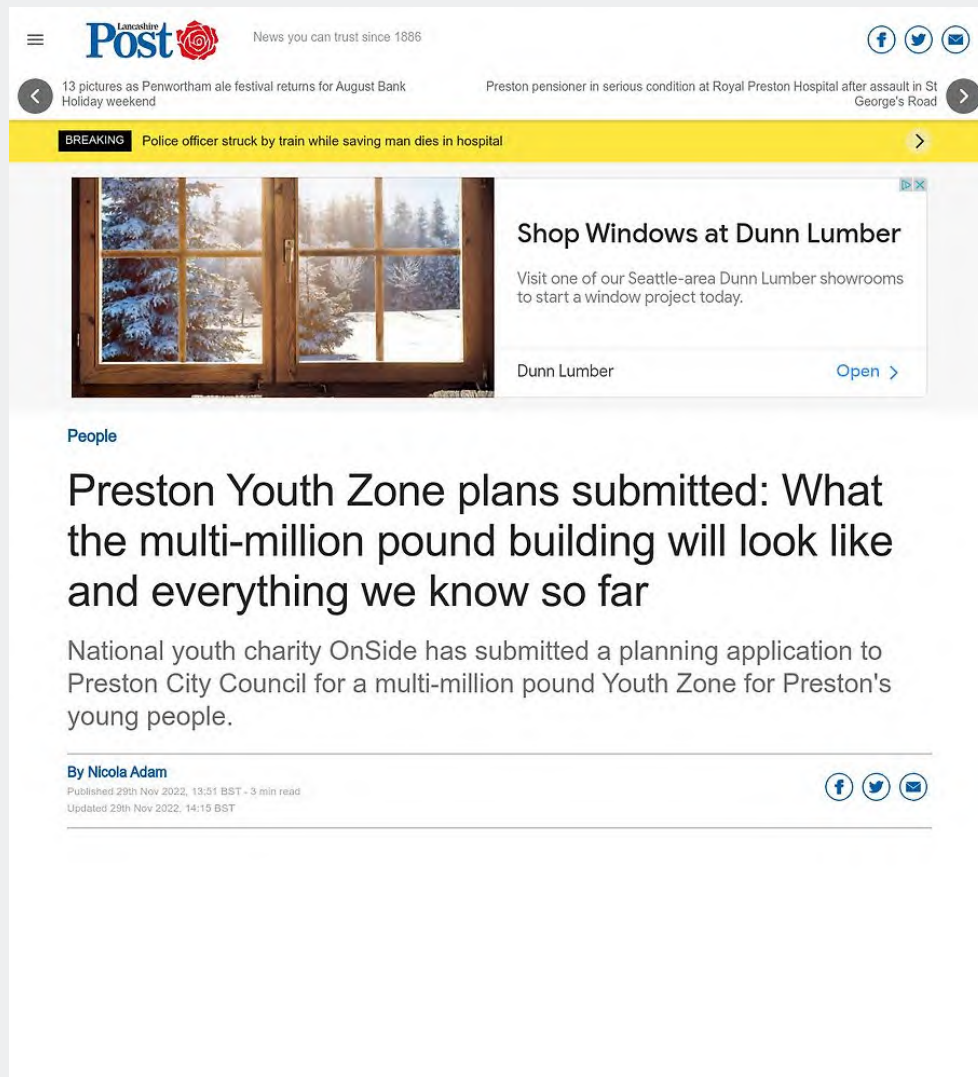 Lancashire
Post
News you can trust since 1886
13 pictures as Penwortham ale festival returns for August Bank
Holiday weekend
Preston pensioner in serious condition at Royal Preston Hospital after assault in St
George's Road
BREAKING Police officer struck by train while saving man dies in hospital
Shop Windows at Dunn Lumber
Visit one of our Seattle-area Dunn Lumber showrooms
to start a window project today.
Dunn Lumber Open
People
Preston Youth Zone plans submitted: What
the multi-million pound building will look like
and everything we know so far
National youth charity OnSide has submitted a planning application to
Preston City Council for a multi-million pound Youth Zone for Preston's
young people.
By Nicola Adam
Published 29th Nov 2022, 13:51 BST - 3 min read
Updated 29th Nov 2022, 14:15 BST